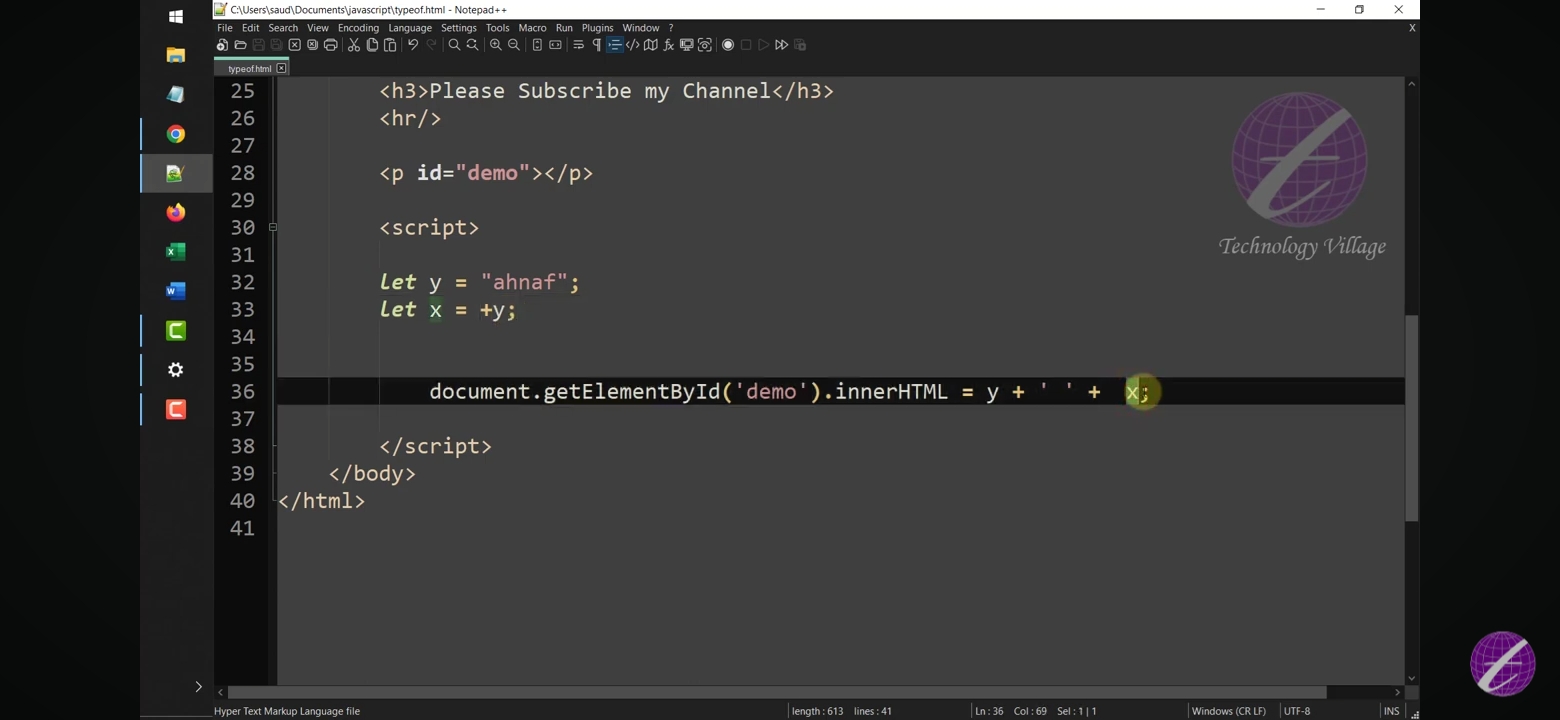 C:\Users\saud\Documents\javascript\typeof.html - Notepad++
File Edit Search View Encoding Language Settings Tools Macro Run Plugins Window ? X
typeof.html
25 <h3>Please Subscribe my Channel</h3>
26 <hr/>
27
28 <p id="demo"></p>
29
30 <script>
31
32 let y = "ahnaf";
33 let x = +y;
34
35
36 document.getElementById('demo').innerHTML = y + ' ' +  x;
37
38 </script>
39 </body>
40 </html>
41
Technology Village
Hyper Text Markup Language file length : 613 lines : 41 Ln : 36 Col : 69 Sel : 1 | 1 Windows (CR LF) UTF-8 INS